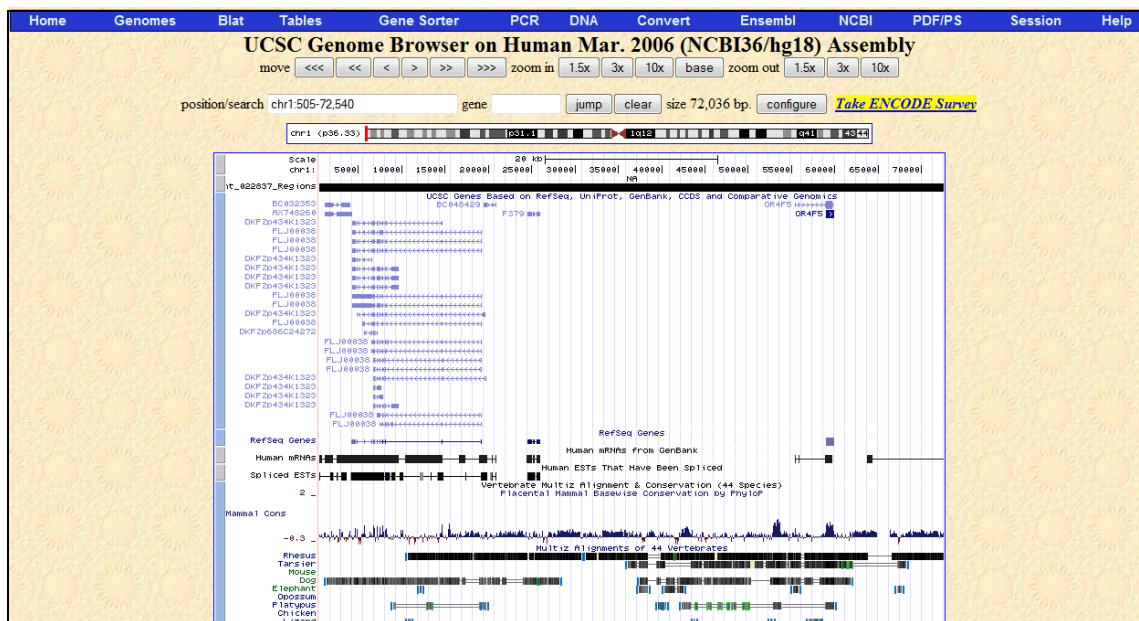 Home Genomes Blat Tables Gene Sorter PCR DNA Convert Ensembl NCBI PDF/PS Session Help
UCSC Genome Browser on Human Mar. 2006 (NCBI36/hg18) Assembly
move <<< << < > >> >>> zoom in 1.5x 3x 10x base zoom out 1.5x 3x 10x
position/search chr1:505-72,540 gene jump clear size 72,036 bp. configure Take ENCODE Survey
chr1 (p36.33) p31.1 1q12 q41 43 44
Scale 20 kb
chr1: 5000 10000 15000 20000 25000 30000 35000 40000 45000 50000 55000 60000 65000 70000
NA
nt_022837_Regions
UCSC Genes Based on RefSeq, UniProt, GenBank, CCDS and Comparative Genomics
BC032353 BC048429 OR4F5
AX748260 F379 OR4F5
DKFZp434K1323
FLJ00038
FLJ00038
FLJ00038
DKFZp434K1323
DKFZp434K1323
DKFZp434K1323
DKFZp434K1323
FLJ00038
FLJ00038
DKFZp434K1323
FLJ00038
DKFZp686C24272
FLJ00038
FLJ00038
FLJ00038
FLJ00038
DKFZp434K1323
DKFZp434K1323
DKFZp434K1323
DKFZp434K1323
FLJ00038
FLJ00038
RefSeq Genes
RefSeq Genes
Human mRNAs from GenBank
Human mRNAs
Human ESTs That Have Been Spliced
Spliced ESTs
Vertebrate Multiz Alignment & Conservation (44 Species)
Placental Mammal Basewise Conservation by PhyloP
2 _
Mammal Cons
-0.3 _
Multiz Alignments of 44 Vertebrates
Rhesus
Tarsier
Mouse
Dog
Elephant
Opossum
Platypus
Chicken
Lizard